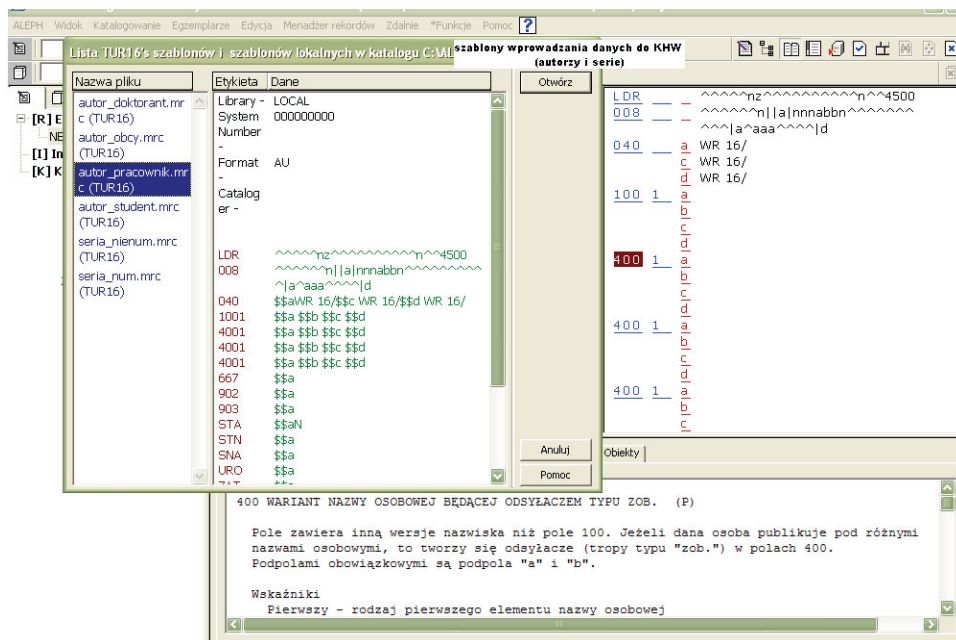 ALEPH Widok Katalogowanie Egzemplarze Edycja Menadżer rekordów Zdalnie *Funkcje Pomoc ?
Lista TUR16's szablonów i szablonów lokalnych w katalogu C:\AL
szablony wprowadzania danych do KHW
(autorzy i serie)
Nazwa pliku
autor_doktorant.mr
c (TUR16)
autor_obcy.mrc
(TUR16)
autor_pracownik.mr
c (TUR16)
autor_student.mrc
(TUR16)
seria_nienum.mrc
(TUR16)
seria_num.mrc
(TUR16)
[R] E
NE
[I] In
[K] K
Etykieta Dane
Library - LOCAL
System 000000000
Number
-
Format AU
-
Catalog
er -
LDR ^^^^^nz^^^^^^^^^^^n^^4500
008 ^^^^^^n||a|nnnabbn^^^^^^^^^
^|a^aaa^^^^|d
040 $$aWR 16/$$c WR 16/$$d WR 16/
1001 $$a $$b $$c $$d
4001 $$a $$b $$c $$d
4001 $$a $$b $$c $$d
4001 $$a $$b $$c $$d
667 $$a
902 $$a
903 $$a
STA $$aN
STN $$a
SNA $$a
URO $$a
Otwórz
Anuluj
Pomoc
LDR _ ^^^^^nz^^^^^^^^^^n^^4500
008 _ ^^^^^^n||a|nnnabbn^^^^^^^
^^^|a^aaa^^^^|d
040 a WR 16/
c WR 16/
d WR 16/
100 1 a
b
c
d
400 1 a
b
c
d
400 1 a
b
c
d
400 1 a
b
c
Obiekty
400 WARIANT NAZWY OSOBOWEJ BĘDĄCEJ ODSYŁACZEM TYPU ZOB. (P)
Pole zawiera inną wersje nazwiska niż pole 100. Jeżeli dana osoba publikuje pod różnymi
nazwami osobowymi, to tworzy się odsyłacze (tropy typu "zob.") w polach 400.
Podpolami obowiązkowymi są podpola "a" i "b".
Wskaźniki
Pierwszy - rodzaj pierwszego elementu nazwy osobowej